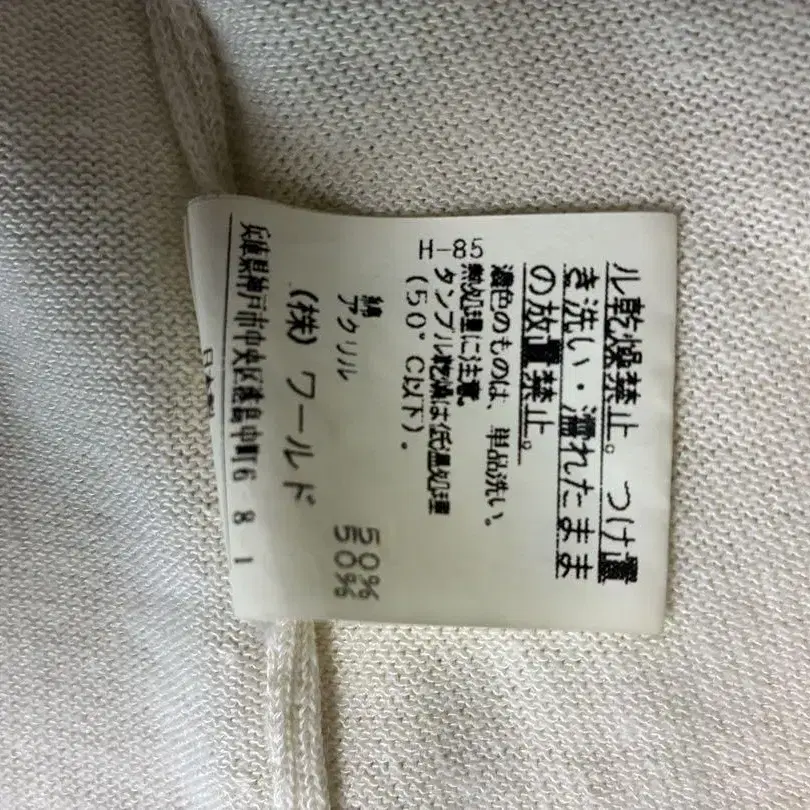 ル乾燥禁止。つけ置
き洗い・濡れたまま
の放置禁止。
濃色のものは、単品洗い。
熱処理に注意。
タンブル乾燥は低温処理
(50°C以下)。
H-85
綿 50%
アクリル 50%
(株)ワールド
兵庫県神戸市中央区港島中町6 8 1